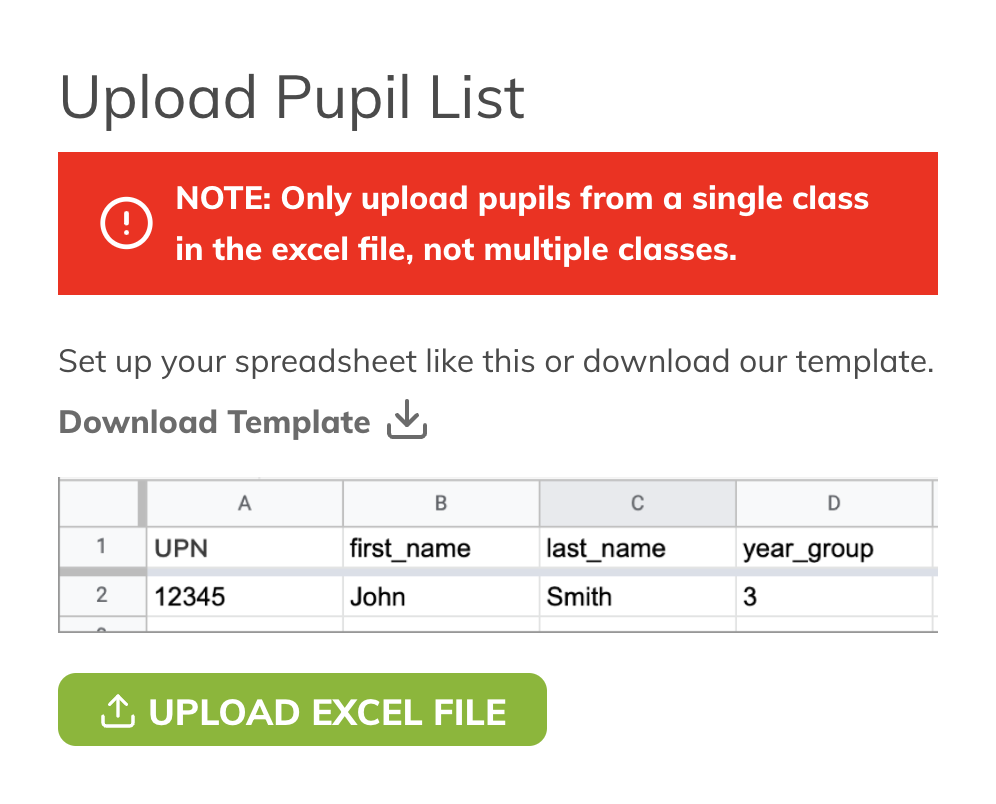 Upload Pupil List
NOTE: Only upload pupils from a single class
in the excel file, not multiple classes.
Set up your spreadsheet like this or download our template.
Download Template
A B C D
1 UPN first_name last_name year_group
2 12345 John Smith 3
UPLOAD EXCEL FILE